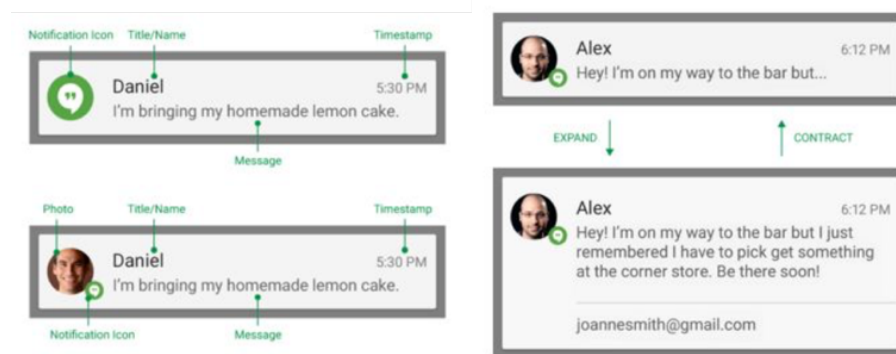 Notification Icon Title/Name Timestamp
Daniel 5:30 PM
I'm bringing my homemade lemon cake.
Message
Photo Title/Name Timestamp
Daniel 5:30 PM
I'm bringing my homemade lemon cake.
Notification Icon Message
Alex 6:12 PM
Hey! I'm on my way to the bar but...
EXPAND CONTRACT
Alex 6:12 PM
Hey! I'm on my way to the bar but I just
remembered I have to pick get something
at the corner store. Be there soon!
joannesmith@gmail.com